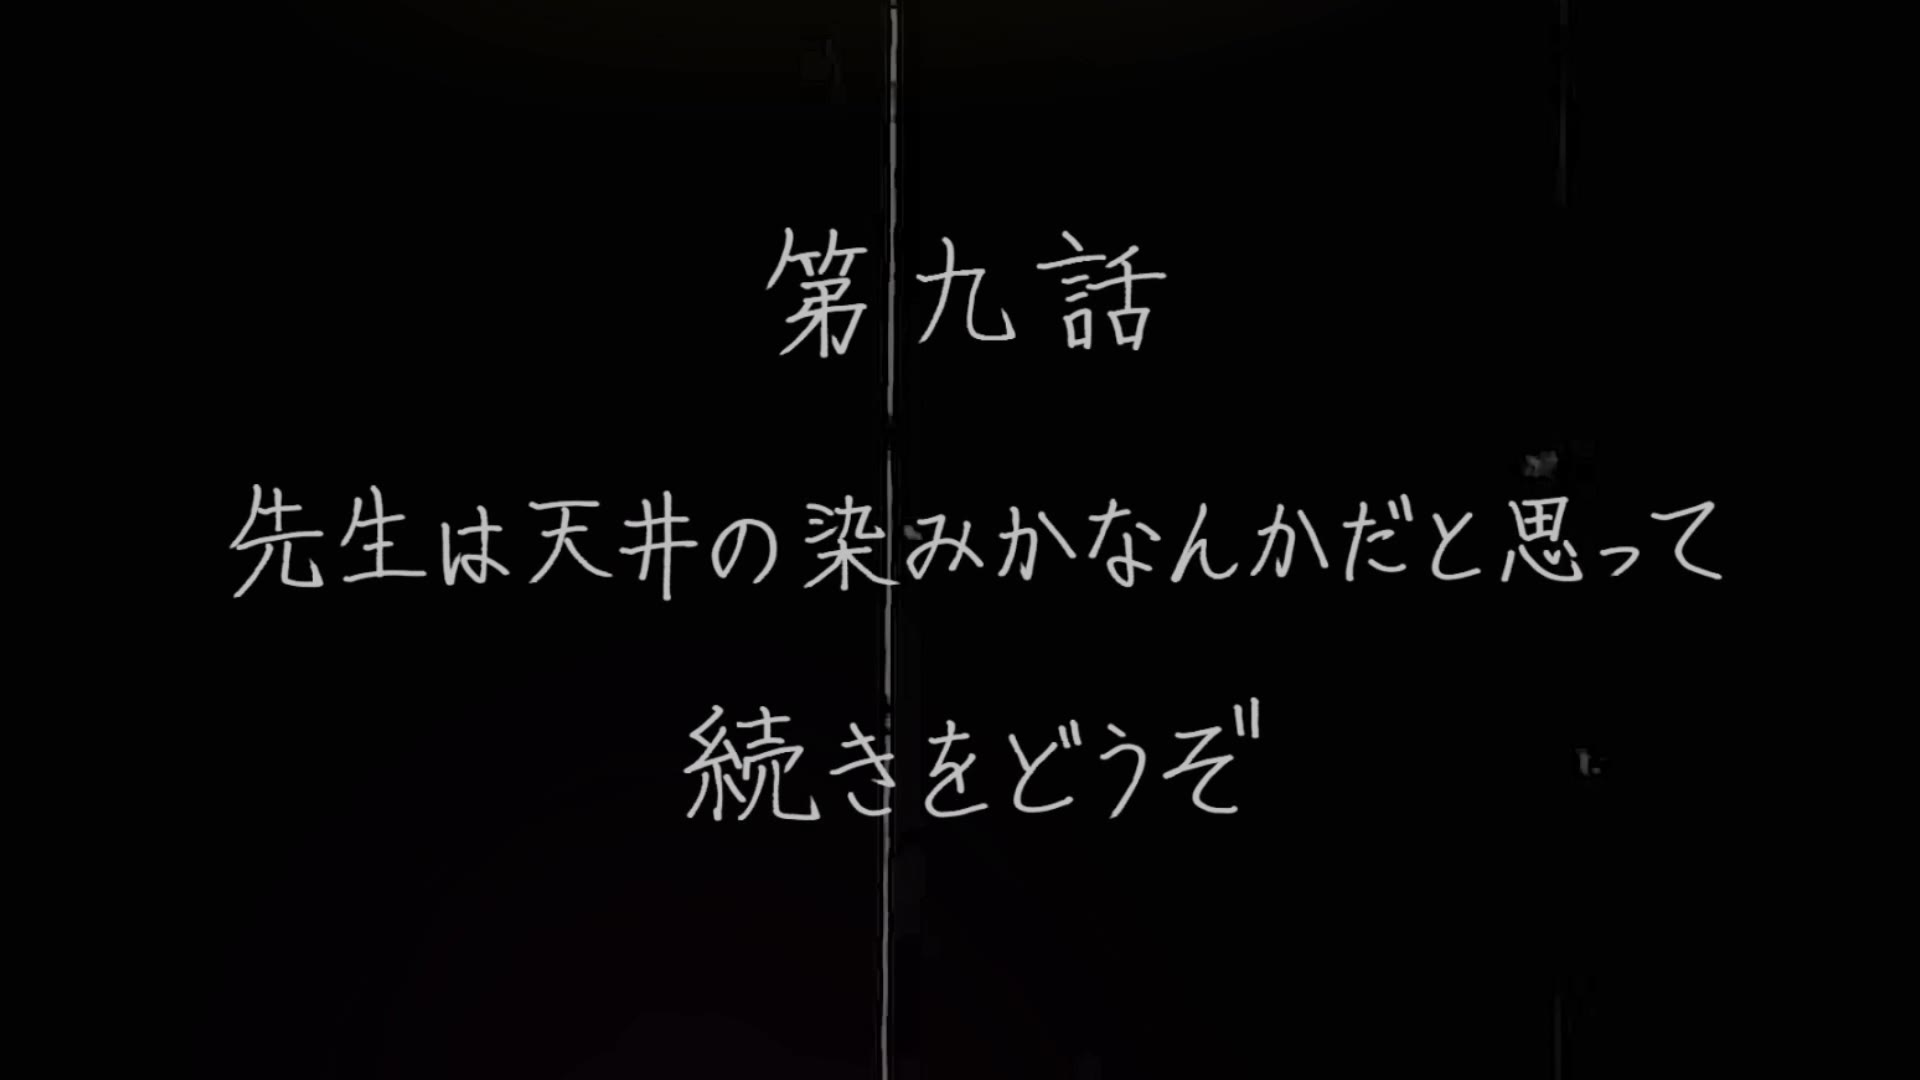 第九話
先生は天井の染みかなんかだと思って
続きをどうぞ